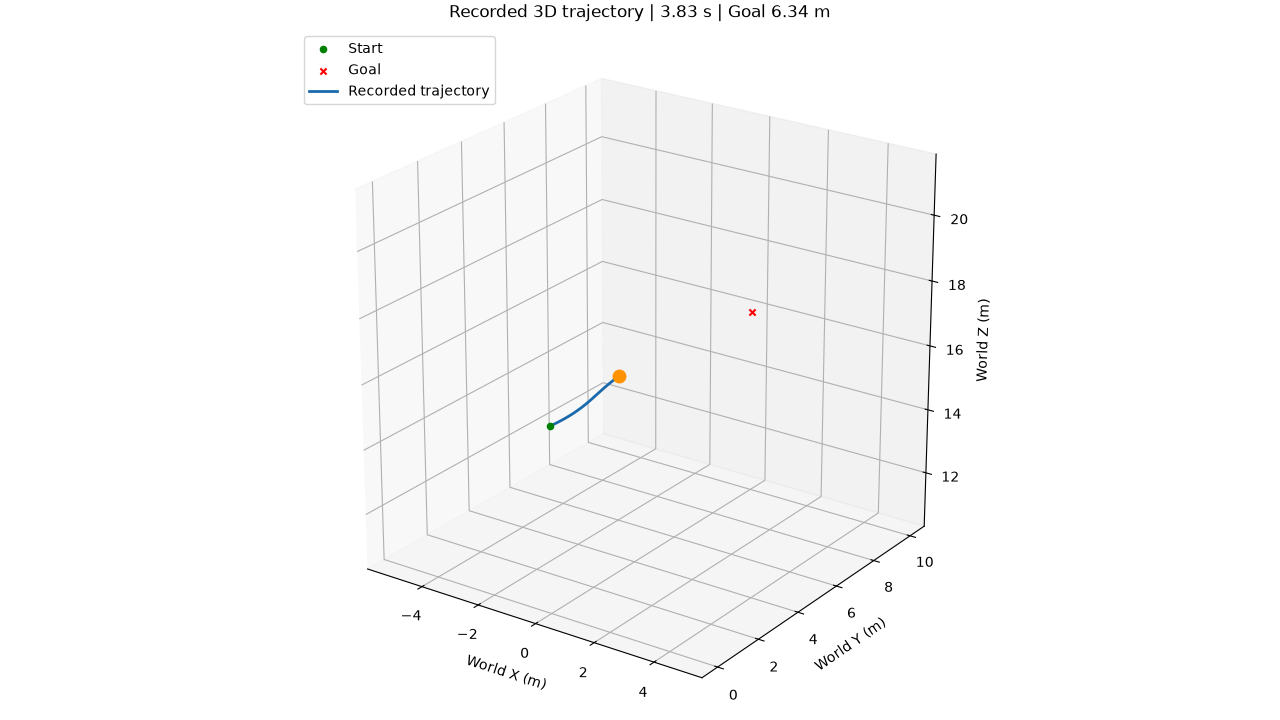 Recorded 3D trajectory | 3.83 s | Goal 6.34 m
Start
Goal
Recorded trajectory
20
18
16
14
12
World Z (m)
10
8
6
4
2
0
World Y (m)
−4
−2
0
2
4
World X (m)